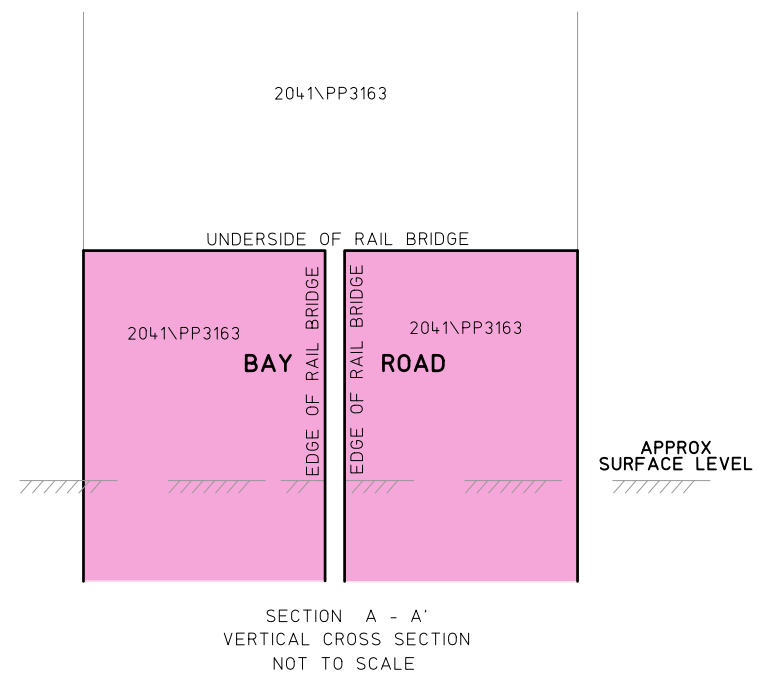 2041\PP3163
UNDERSIDE OF RAIL BRIDGE
2041\PP3163
BAY
EDGE OF RAIL BRIDGE
EDGE OF RAIL BRIDGE
2041\PP3163
ROAD
APPROX
SURFACE LEVEL
SECTION A - A'
VERTICAL CROSS SECTION
NOT TO SCALE